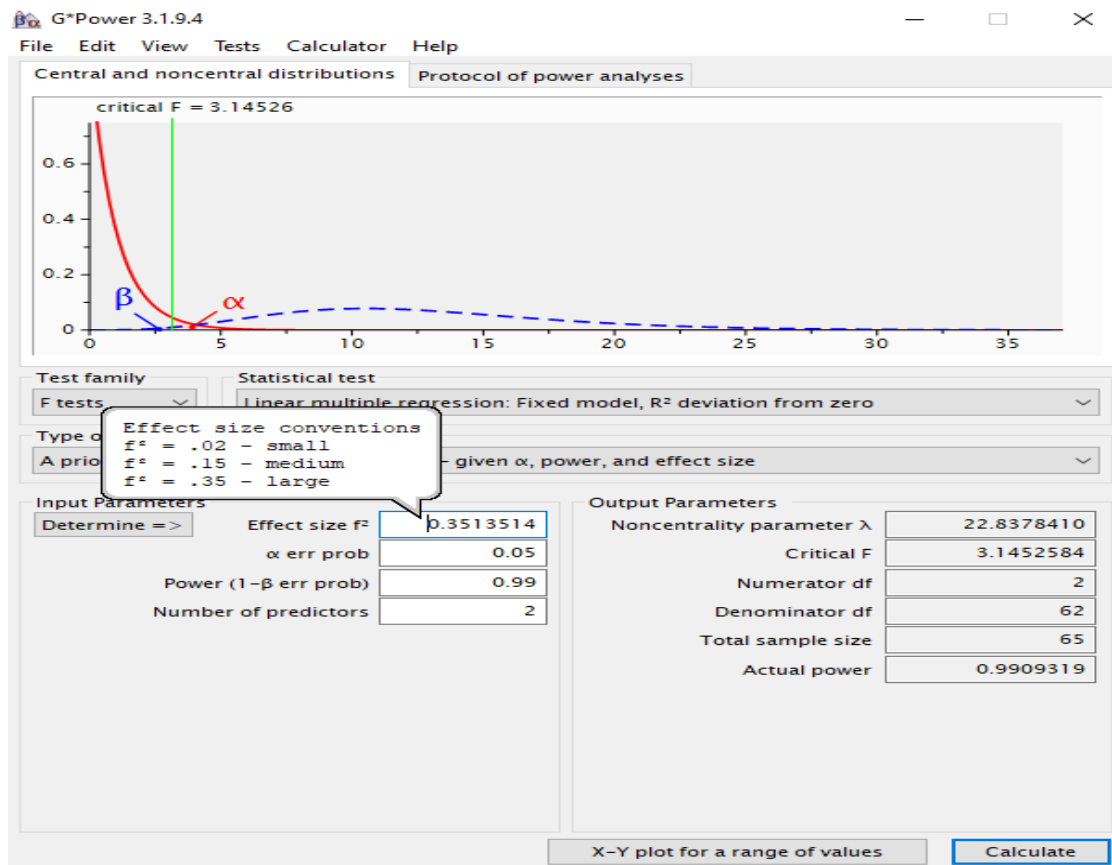 G*Power 3.1.9.4
File Edit View Tests Calculator Help
Central and noncentral distributions Protocol of power analyses
critical F = 3.14526
0.6
0.4
0.2
0
β α
0 5 10 15 20 25 30 35
Test family Statistical test
F tests Linear multiple regression: Fixed model, R² deviation from zero
Effect size conventions
f² = .02 - small
f² = .15 - medium
f² = .35 - large
Type o
A prio - given α, power, and effect size
Input Parameters Output Parameters
Determine => Effect size f² 0.3513514 Noncentrality parameter λ 22.8378410
α err prob 0.05 Critical F 3.1452584
Power (1-β err prob) 0.99 Numerator df 2
Number of predictors 2 Denominator df 62
Total sample size 65
Actual power 0.9909319
X-Y plot for a range of values Calculate